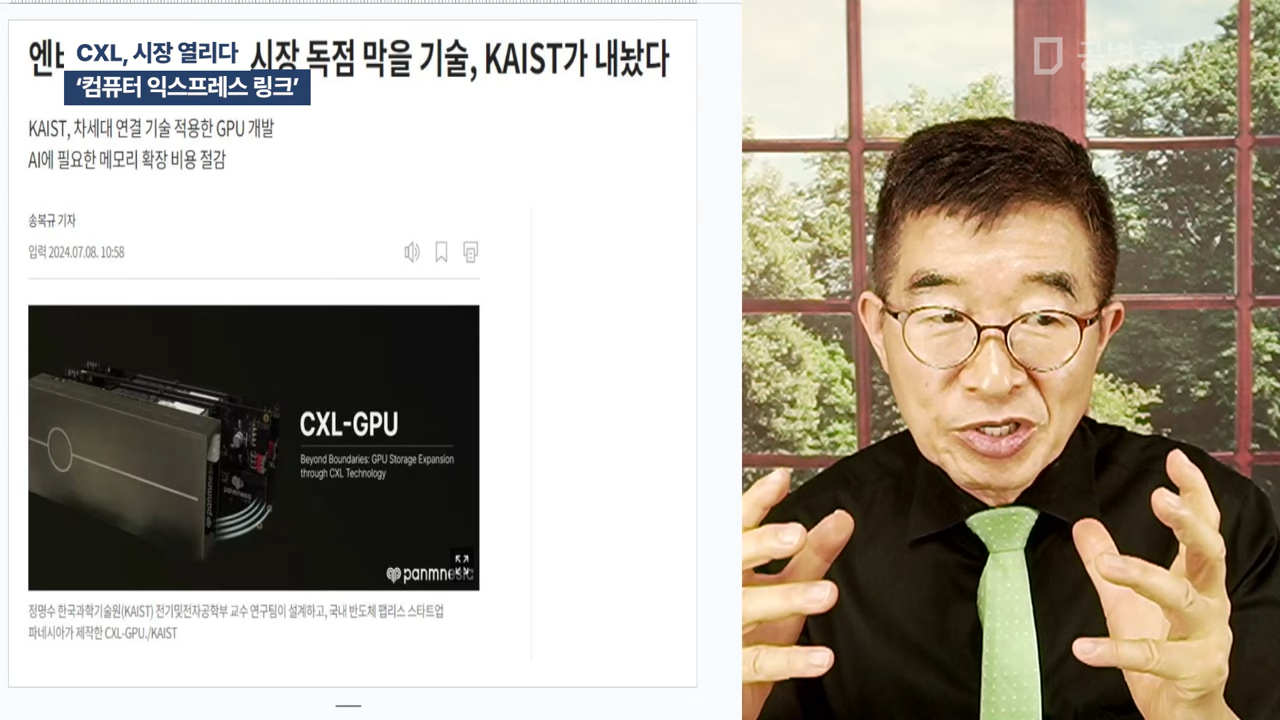 CXL, 시장 열리다
'컴퓨터 익스프레스 링크'
시장 독점 막을 기술, KAIST가 내놨다
KAIST, 차세대 연결 기술 적용한 GPU 개발
AI에 필요한 메모리 확장 비용 절감
송복규 기자
입력 2024.07.08. 10:58
CXL-GPU
Beyond Boundaries: GPU Storage Expansion
through CXL Technology
panmnesia
panmnesia
정명수 한국과학기술원(KAIST) 전기및전자공학부 교수 연구팀이 설계하고, 국내 반도체 팹리스 스타트업
파네시아가 제작한 CXL-GPU./KAIST
공병호TV